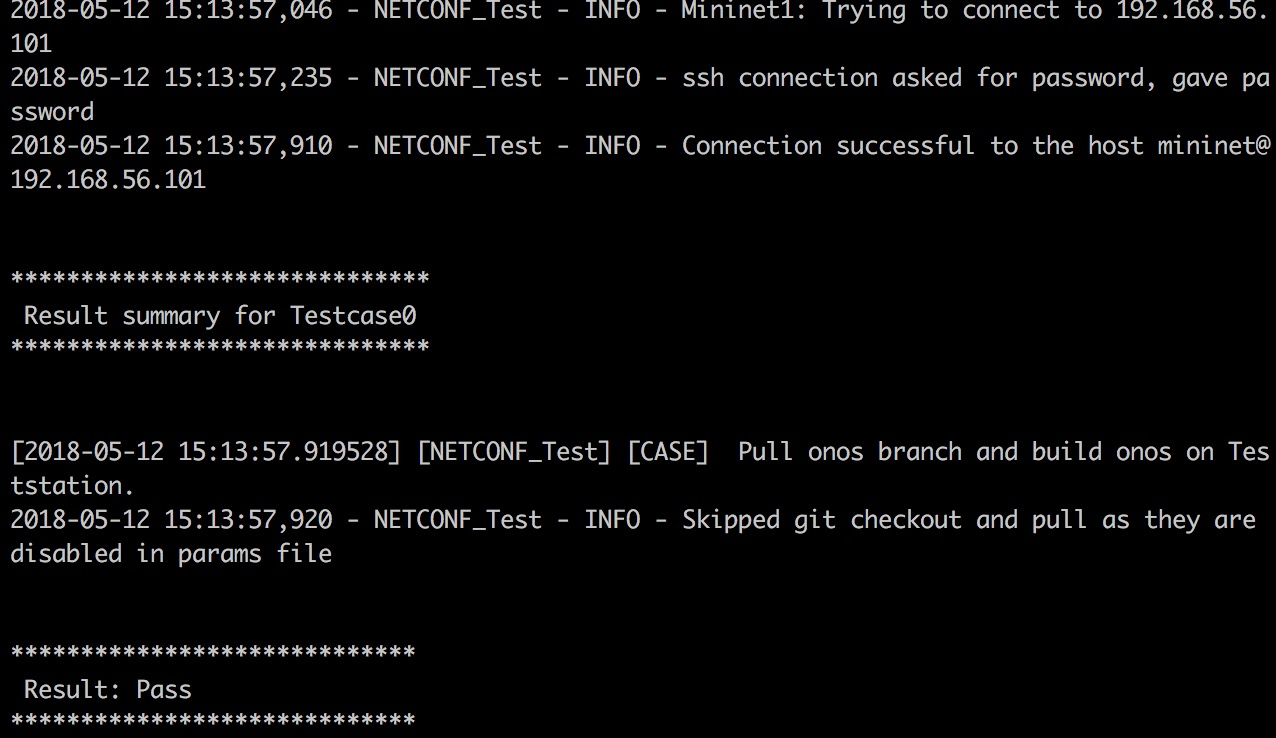 2018-05-12 15:13:57,046 - NETCONF_Test - INFO - Mininet1: Trying to connect to 192.168.56.
101
2018-05-12 15:13:57,235 - NETCONF_Test - INFO - ssh connection asked for password, gave pa
ssword
2018-05-12 15:13:57,910 - NETCONF_Test - INFO - Connection successful to the host mininet@
192.168.56.101
******************************
Result summary for Testcase0
******************************
[2018-05-12 15:13:57.919528] [NETCONF_Test] [CASE]  Pull onos branch and build onos on Tes
tstation.
2018-05-12 15:13:57,920 - NETCONF_Test - INFO - Skipped git checkout and pull as they are
disabled in params file
*****************************
Result: Pass
*****************************